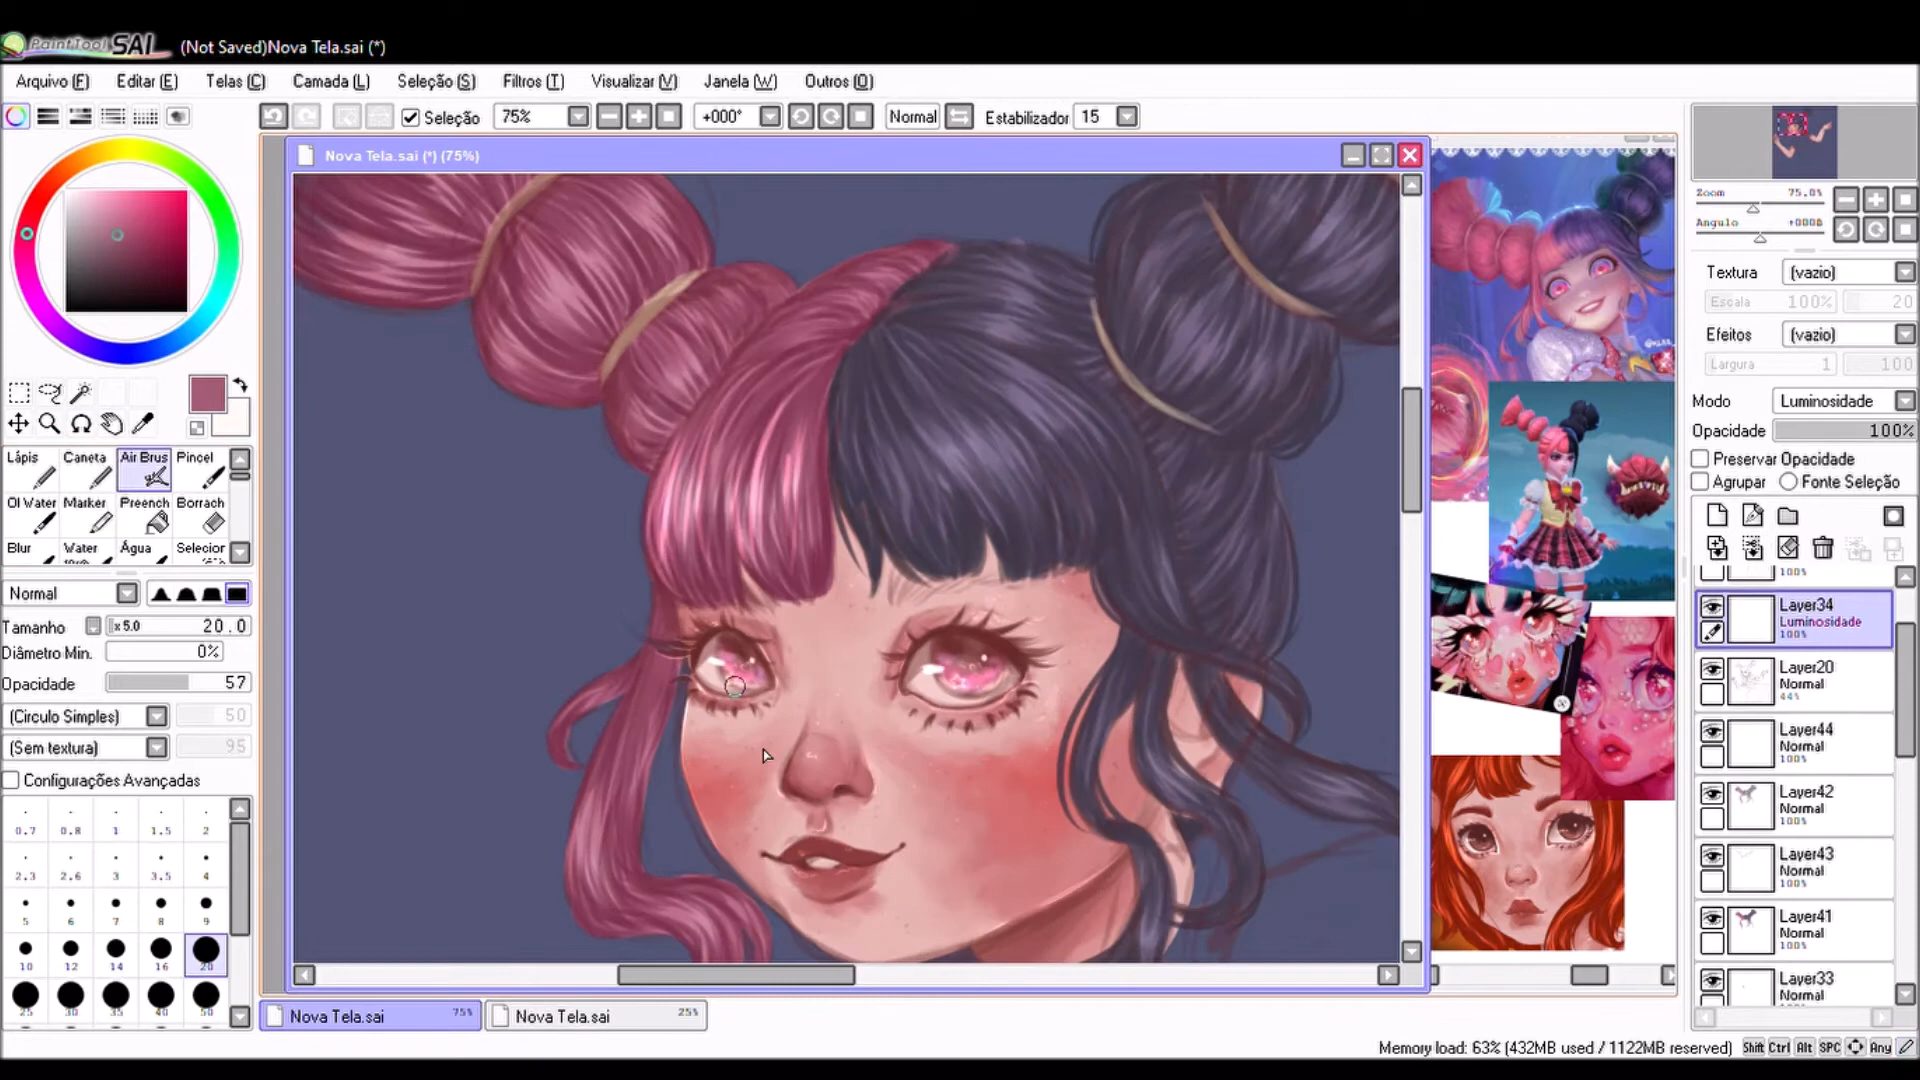 PaintTool SAI (Not Saved)Nova Tela.sai (*)
Arquivo (F) Editar (E) Telas (C) Camada (L) Seleção (S) Filtros (T) Visualizar (V) Janela (W) Outros (O)
Seleção 75% +000° Normal Estabilizador 15
Nova Tela.sai (*) (75%)
Zoom 75.0%
Angulo +000°
Textura (vazio)
Escala 100% 20
Efeitos (vazio)
Largura 1 100
Modo Luminosidade
Opacidade 100%
Preservar Opacidade
Agrupar Fonte Seleção
Lápis Caneta Air Brus Pincel
Ol Water Marker Preench Borrach
Blur Water Água Selecior
Normal
Tamanho x 5.0 20.0
Diâmetro Min. 0%
Opacidade 57
(Circulo Simples) 50
(Sem textura) 95
Configurações Avançadas
0.7 0.8 1 1.5 2
2.3 2.6 3 3.5 4
5 6 7 8 9
10 12 14 16 20
25 30 35 40 50
100%
Layer34
Luminosidade
100%
Layer20
Normal
44%
Layer44
Normal
100%
Layer42
Normal
100%
Layer43
Normal
100%
Layer41
Normal
100%
Layer33
Normal
Nova Tela.sai 75% Nova Tela.sai 25%
Memory load: 63% (432MB used / 1122MB reserved) Shift Ctrl Alt SPC Any